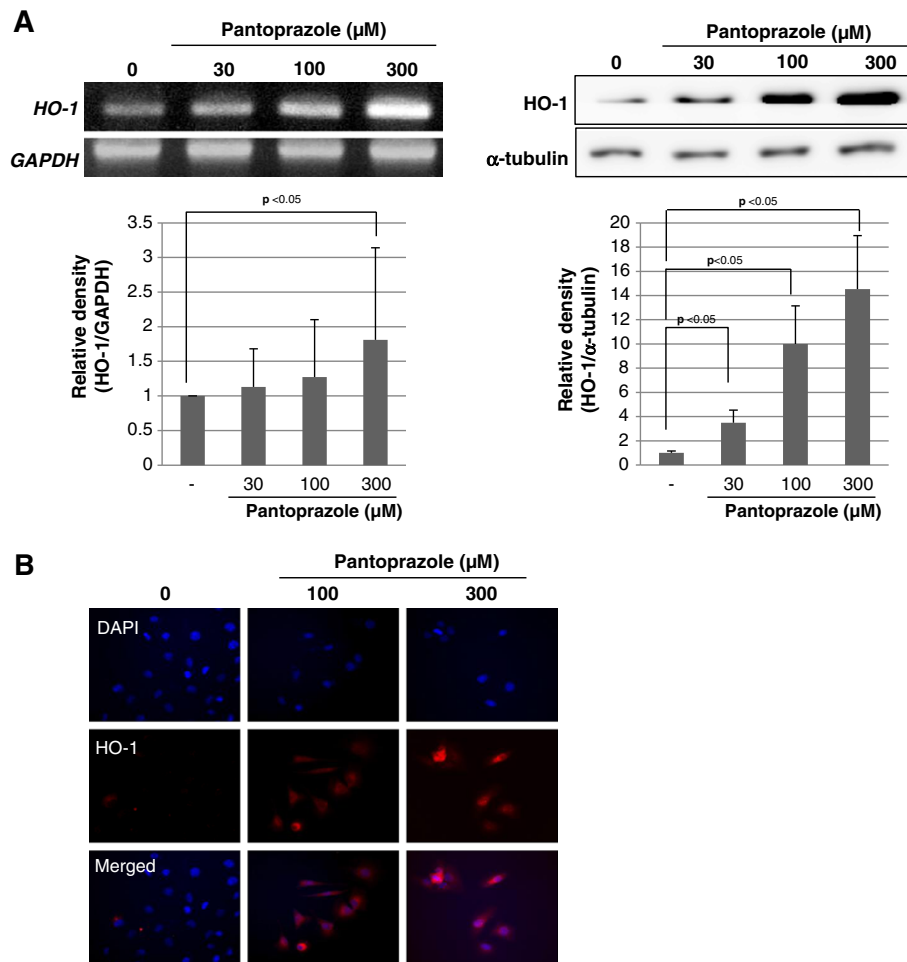 A
Pantoprazole (µM)
0 30 100 300
HO-1
GAPDH
p <0.05
3.5
3
2.5
2
1.5
1
0.5
0
Relative density
(HO-1/GAPDH)
- 30 100 300
Pantoprazole (µM)
Pantoprazole (µM)
0 30 100 300
HO-1
α-tubulin
p <0.05
p<0.05
p <0.05
20
18
16
14
12
10
8
6
4
2
0
Relative density
(HO-1/α-tubulin)
- 30 100 300
Pantoprazole (µM)
B
Pantoprazole (µM)
0 100 300
DAPI
HO-1
Merged